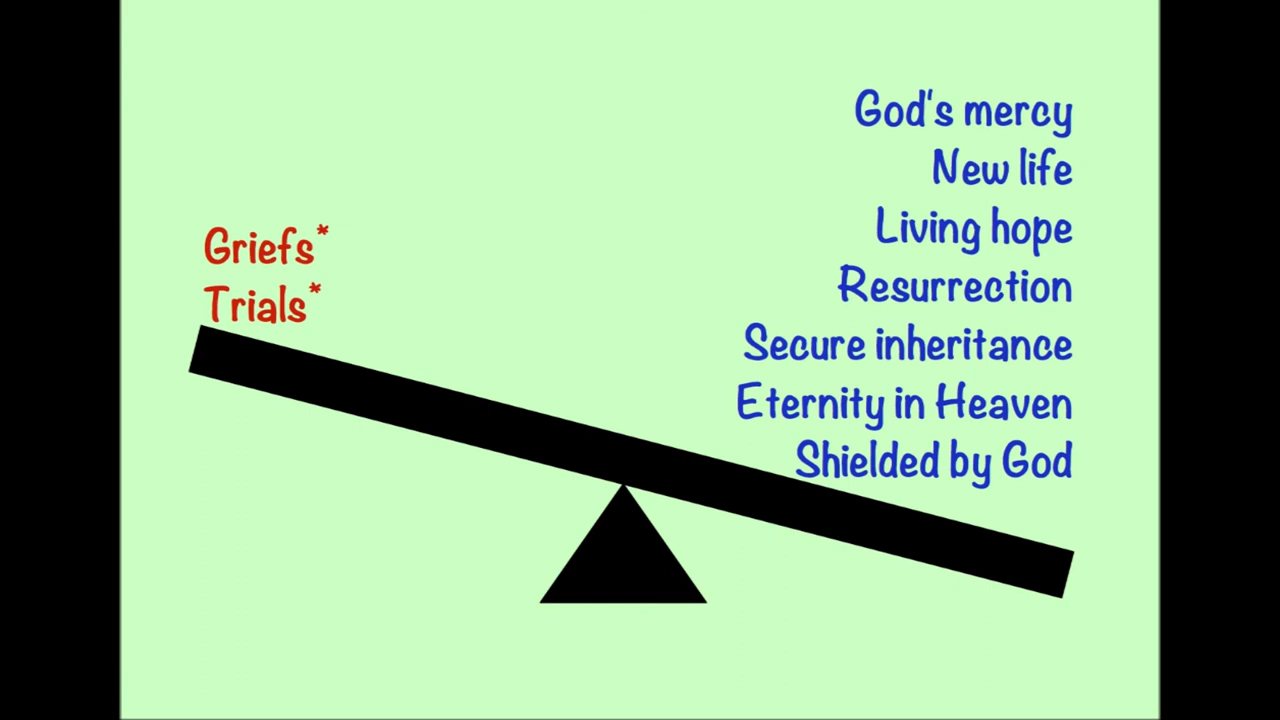 Griefs*
Trials*
God's mercy
New life
Living hope
Resurrection
Secure inheritance
Eternity in Heaven
Shielded by God